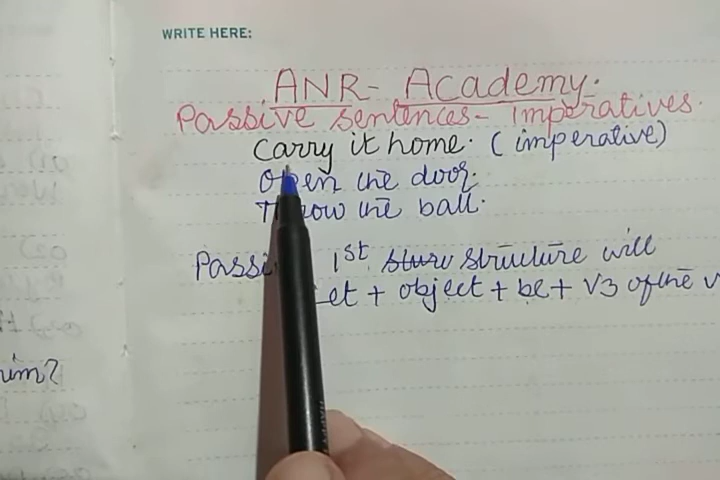 WRITE HERE:
ANR- Academy.
Passive sentences- imperatives.
Carry it home. (imperative)
Open the door.
Throw the ball.
1st structure will
+ object + be + V3 of the
him?